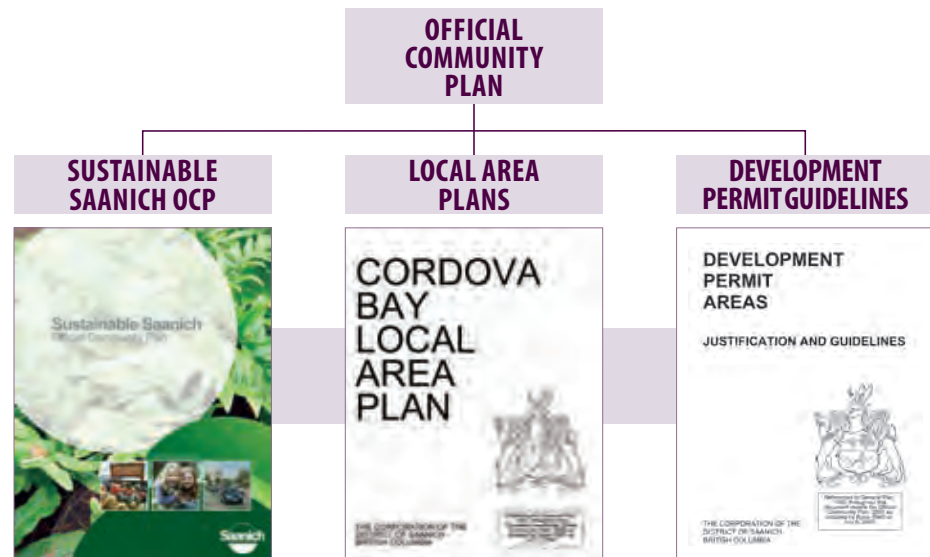 OFFICIAL
COMMUNITY
PLAN
SUSTAINABLE
SAANICH OCP
LOCAL AREA
PLANS
DEVELOPMENT
PERMIT GUIDELINES
Sustainable Saanich
Official Community Plan
Saanich
CORDOVA
BAY
LOCAL
AREA
PLAN
THE CORPORATION OF THE
DISTRICT OF SAANICH
BRITISH COLUMBIA
DEVELOPMENT
PERMIT
AREAS
JUSTIFICATION AND GUIDELINES
THE CORPORATION OF THE
DISTRICT OF SAANICH
BRITISH COLUMBIA